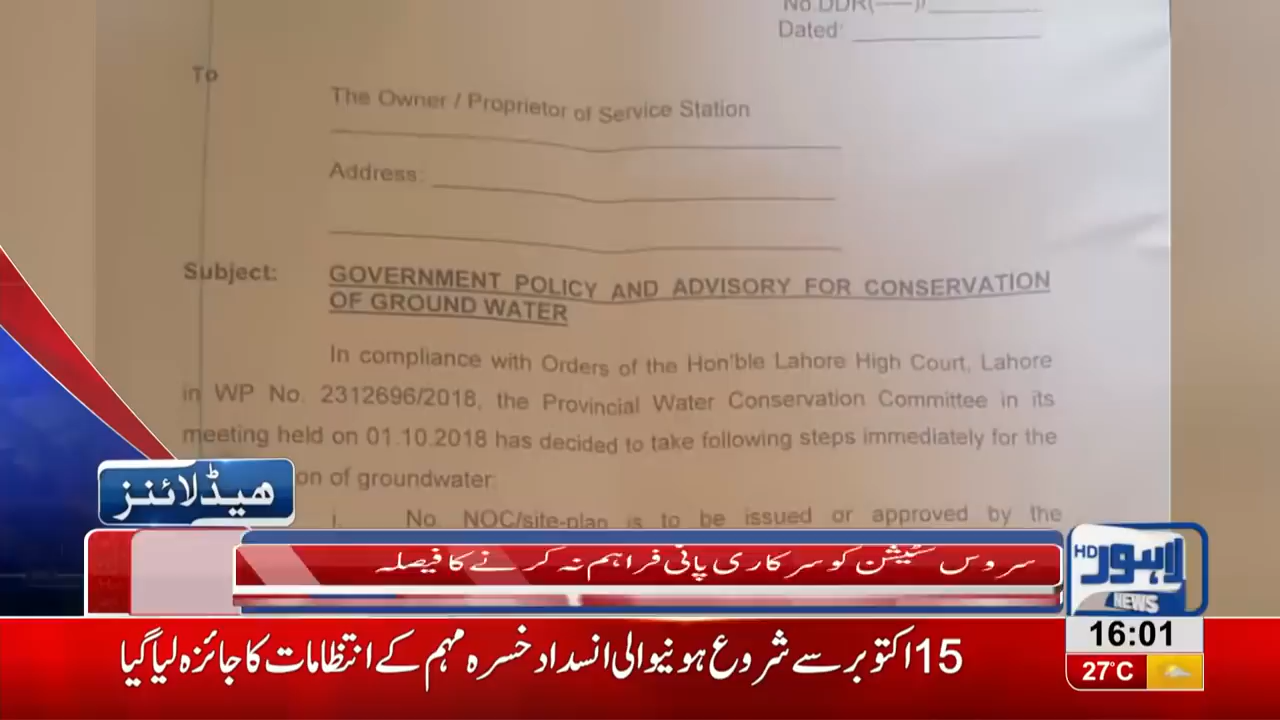 No.DDR(-----)/
Dated:
To
The Owner / Proprietor of Service Station
Address:
Subject:
GOVERNMENT POLICY AND ADVISORY FOR CONSERVATION
OF GROUND WATER
In compliance with Orders of the Hon'ble Lahore High Court, Lahore
in WP No. 2312696/2018, the Provincial Water Conservation Committee in its
meeting held on 01.10.2018 has decided to take following steps immediately for the
on of groundwater:
i. No NOC/site-plan is to be issued or approved by the
ھیڈلائنز
سروس سٹیشن کو سرکاری پانی فراہم نہ کرنے کا فیصلہ
HD لاہور
NEWS
16:01
27°C
15 اکتوبر سے شروع ہونیوالی انسداد خسرہ مہم کے انتظامات کا جائزہ لیا گیا